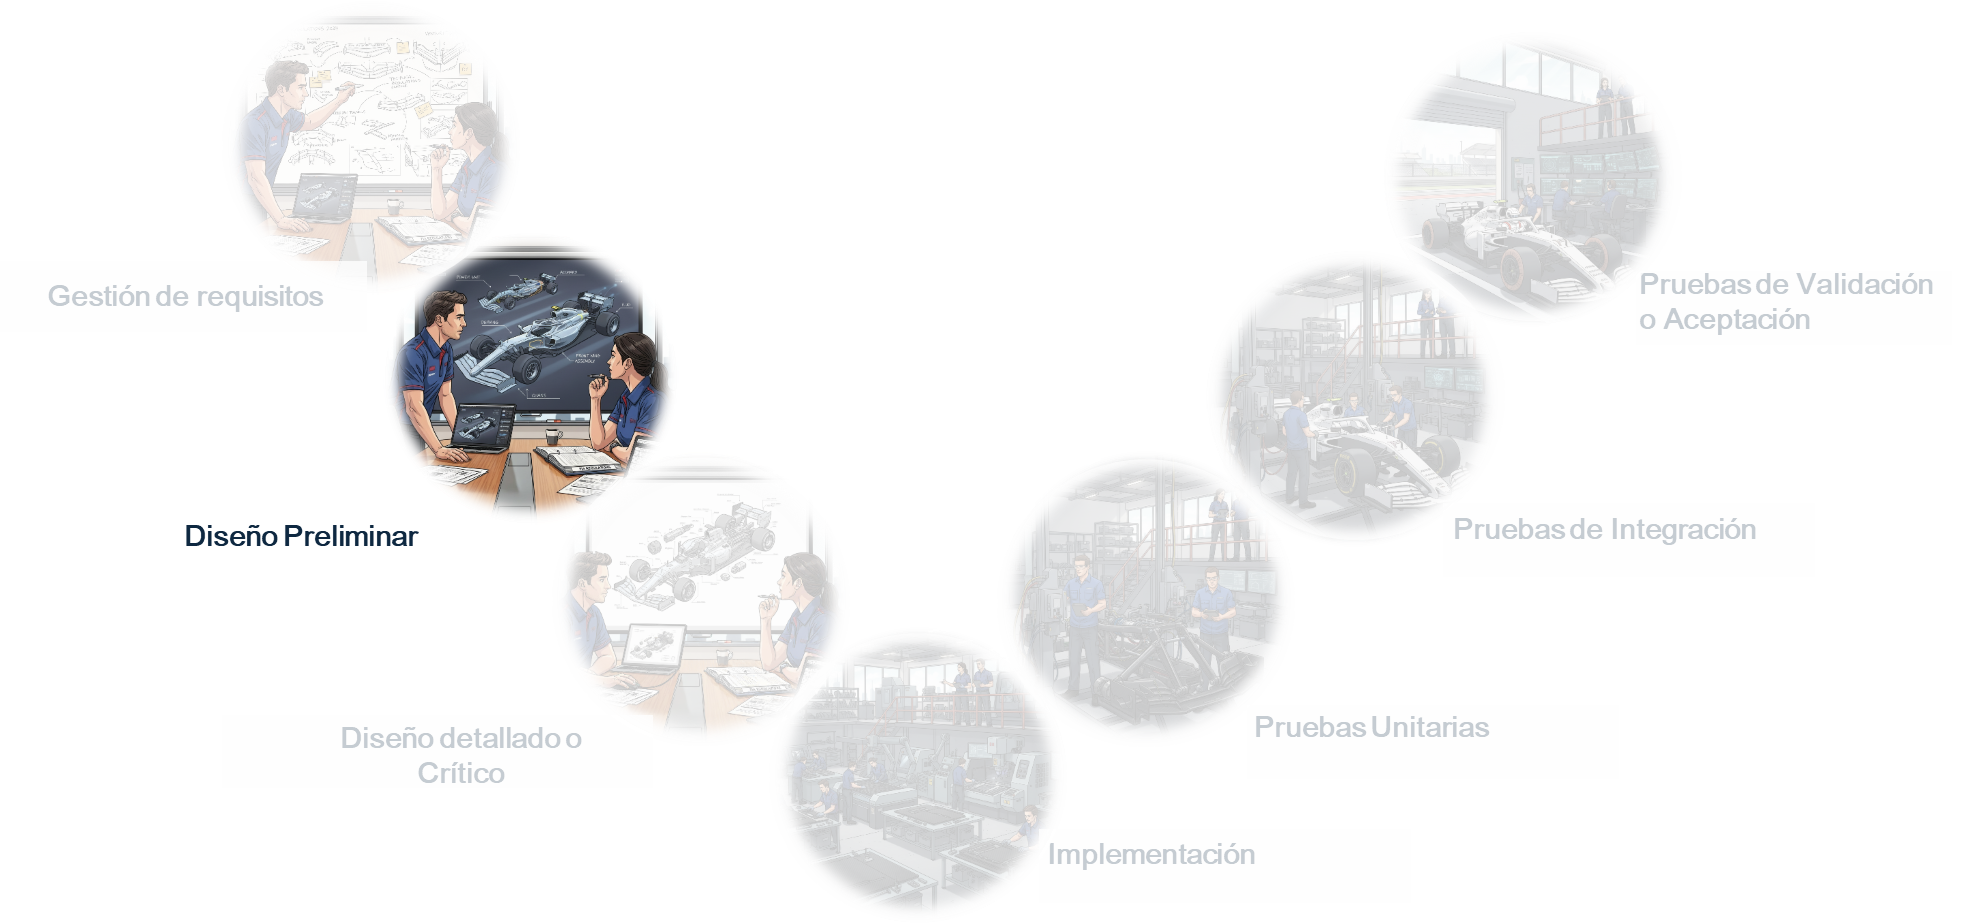 Gestión de requisitos
Diseño Preliminar
Diseño detallado o
Crítico
Implementación
Pruebas Unitarias
Pruebas de Integración
Pruebas de Validación
o Aceptación